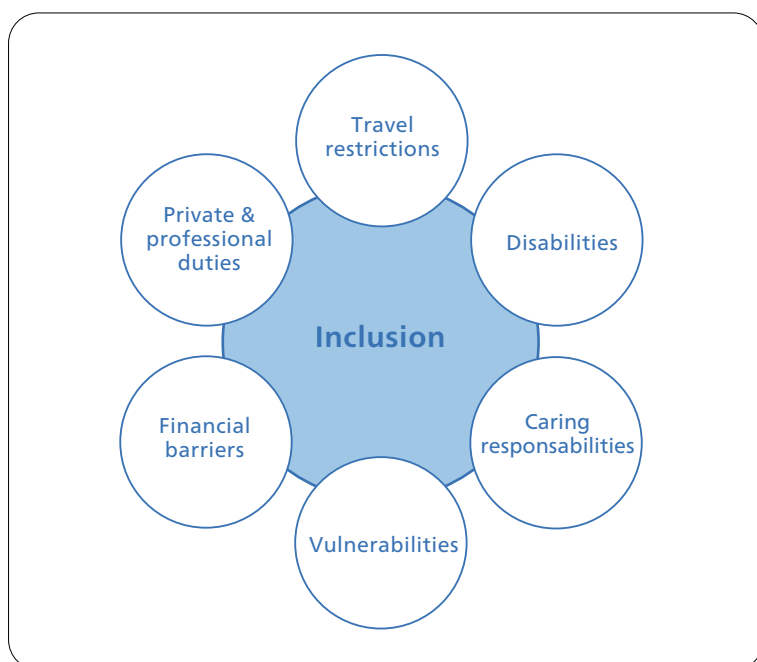 Travel
restrictions
Private &
professional
duties
Disabilities
Inclusion
Financial
barriers
Caring
responsabilities
Vulnerabilities